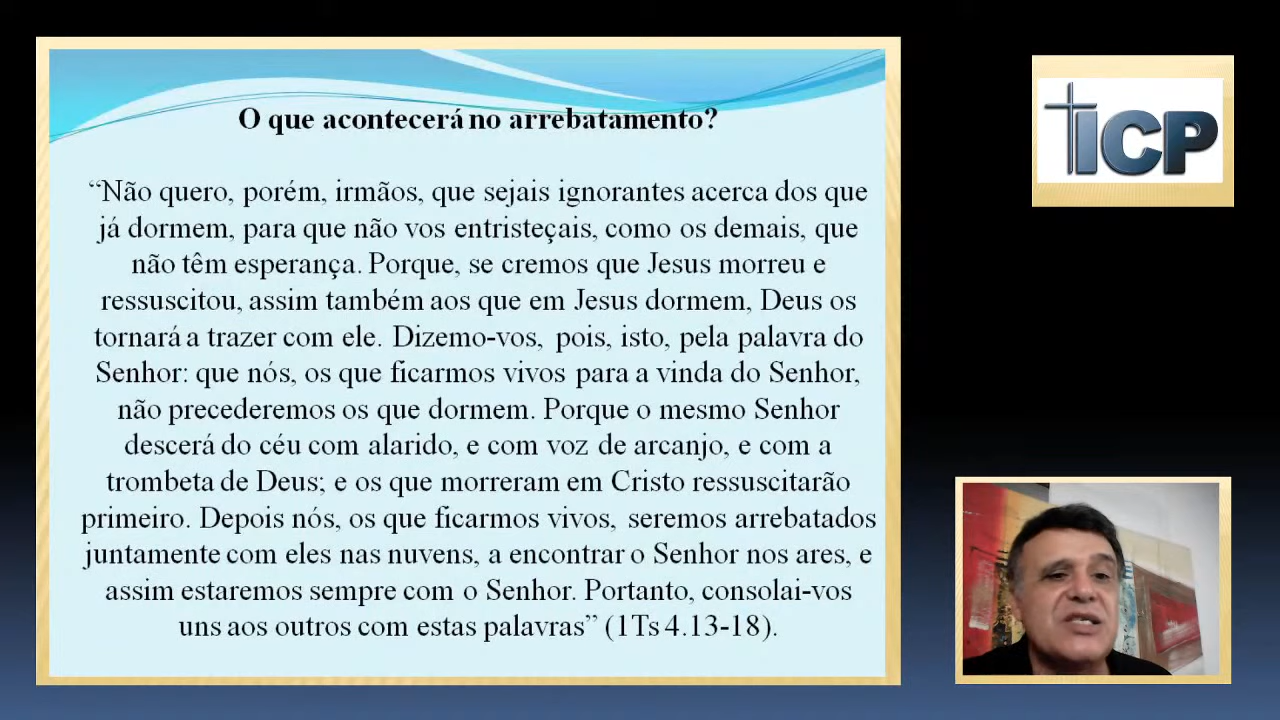 O que acontecerá no arrebatamento?
“Não quero, porém, irmãos, que sejais ignorantes acerca dos que
já dormem, para que não vos entristeçais, como os demais, que
não têm esperança. Porque, se cremos que Jesus morreu e
ressuscitou, assim também aos que em Jesus dormem, Deus os
tornará a trazer com ele. Dizemo-vos, pois, isto, pela palavra do
Senhor: que nós, os que ficarmos vivos para a vinda do Senhor,
não precederemos os que dormem. Porque o mesmo Senhor
descerá do céu com alarido, e com voz de arcanjo, e com a
trombeta de Deus; e os que morreram em Cristo ressuscitarão
primeiro. Depois nós, os que ficarmos vivos, seremos arrebatados
juntamente com eles nas nuvens, a encontrar o Senhor nos ares, e
assim estaremos sempre com o Senhor. Portanto, consolai-vos
uns aos outros com estas palavras” (1Ts 4.13-18).
ICP